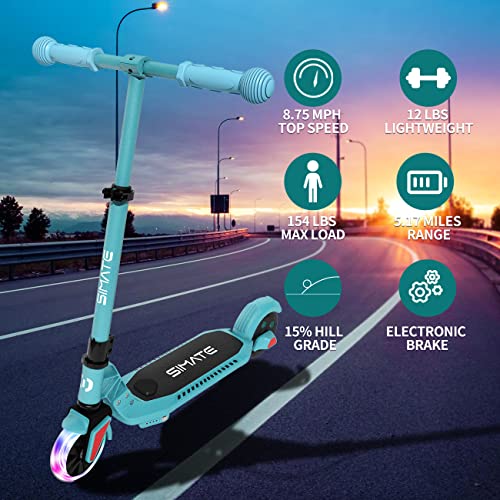 8.75 MPH
TOP SPEED
12 LBS
LIGHTWEIGHT
154 LBS
MAX LOAD
5.17 MILES
RANGE
15% HILL
GRADE
ELECTRONIC
BRAKE
SIMATE
SIMATE